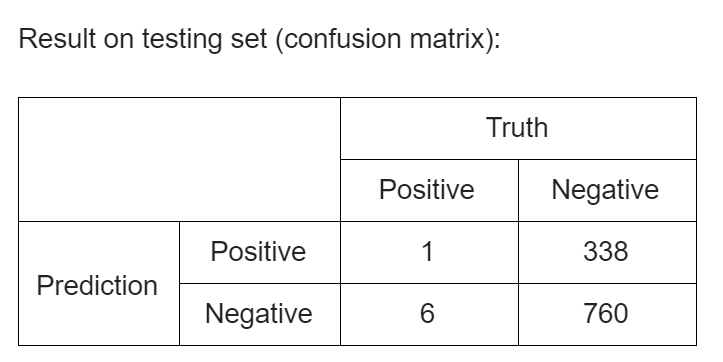 Result on testing set (confusion matrix):
Truth
Positive Negative
Prediction
Positive 1 338
Negative 6 760